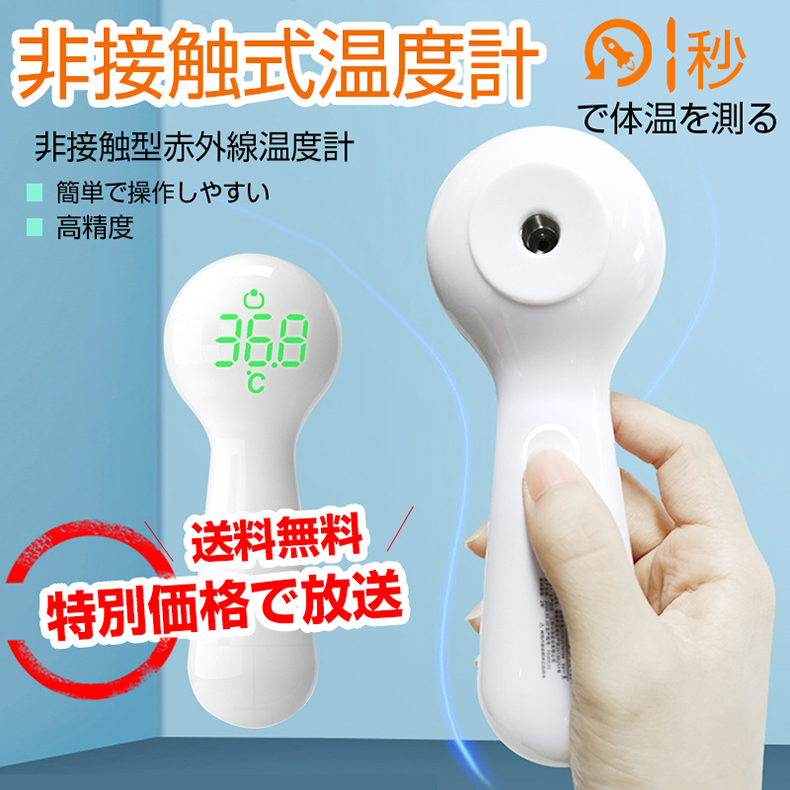 非接触式温度計
1秒
で体温を測る
非接触型赤外線温度計
簡単で操作しやすい
高精度
36.8
℃
送料無料
特別価格で放送